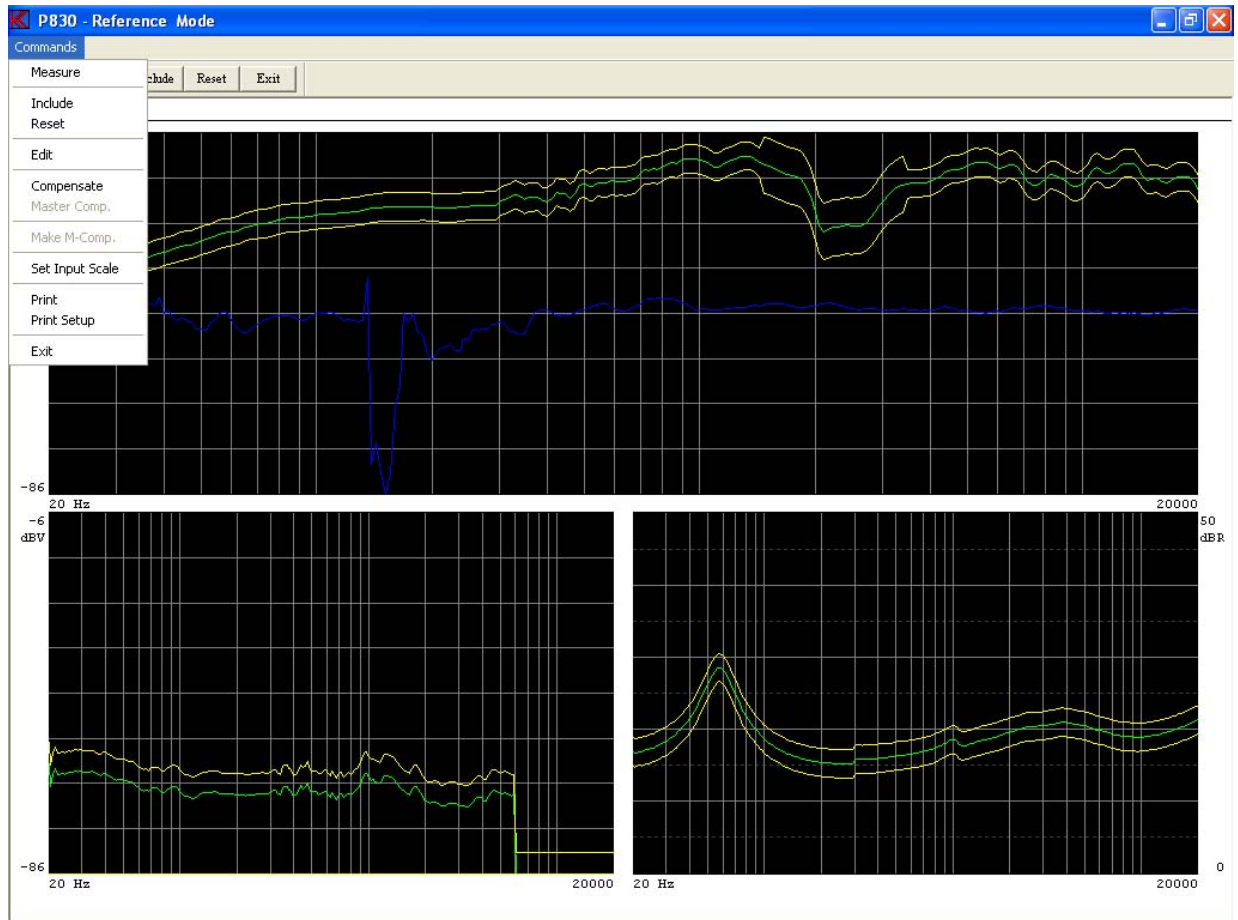 P830 - Reference Mode
Commands
Measure
Include
Reset
Edit
Compensate
Master Comp.
Make M-Comp.
Set Input Scale
Print
Print Setup
Exit
Reset
Exit
-86
20 Hz
20000
-6
dBV
-86
20 Hz
20000
50
dBR
0
20 Hz
20000